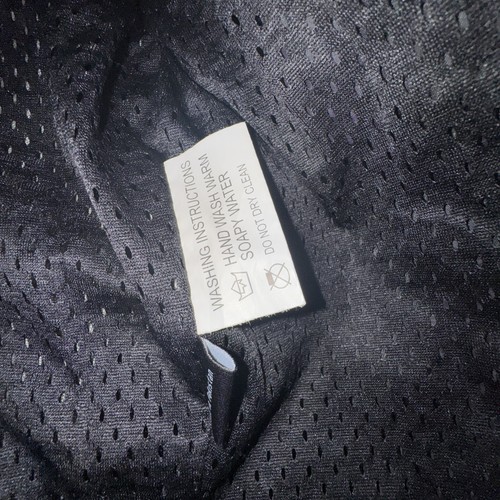 WASHING INSTRUCTIONS
HAND WASH WARM
SOAPY WATER
DO NOT DRY CLEAN